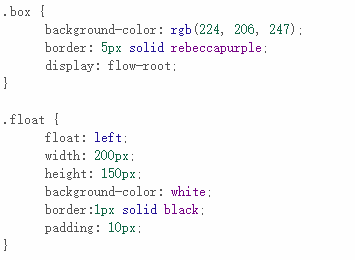 .box {
background-color: rgb(224, 206, 247);
border: 5px solid rebeccapurple;
display: flow-root;
}
.float {
float: left;
width: 200px;
height: 150px;
background-color: white;
border:1px solid black;
padding: 10px;
}